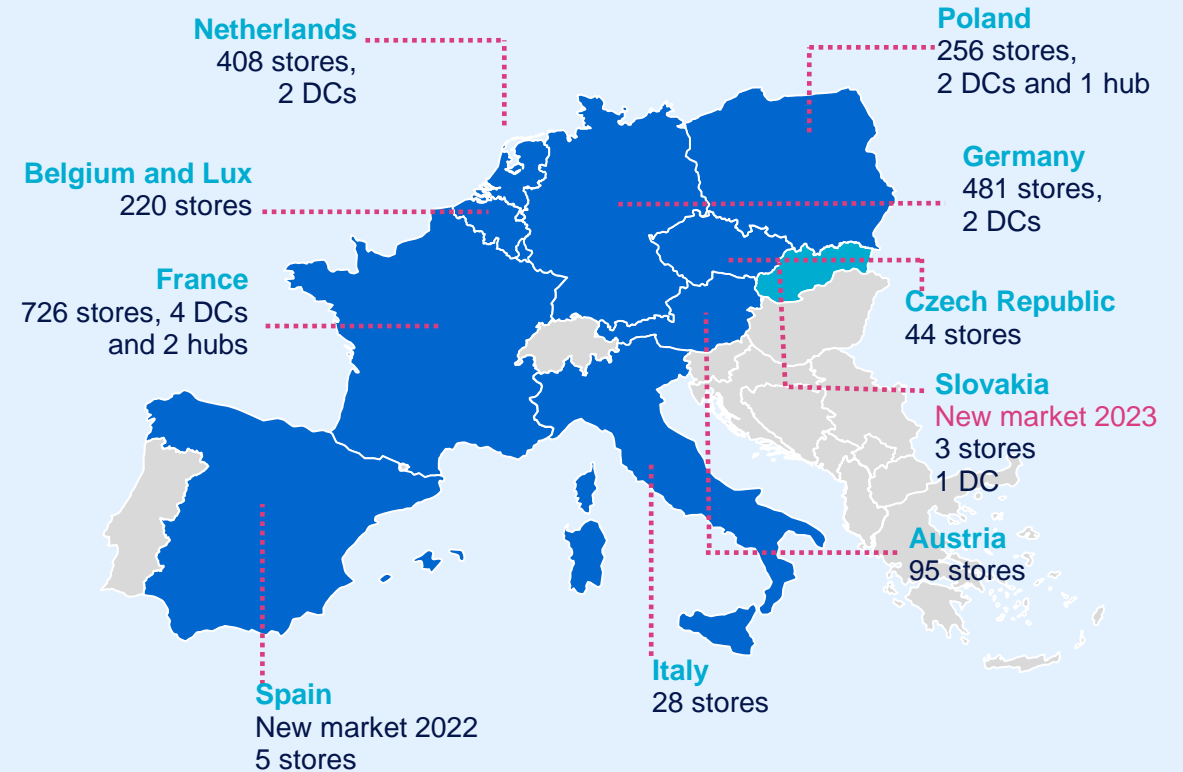 Netherlands
408 stores,
2 DCs
Poland
256 stores,
2 DCs and 1 hub
Belgium and Lux
220 stores
Germany
481 stores,
2 DCs
France
726 stores, 4 DCs
and 2 hubs
Czech Republic
44 stores
Slovakia
New market 2023
3 stores
1 DC
Austria
95 stores
Italy
28 stores
Spain
New market 2022
5 stores